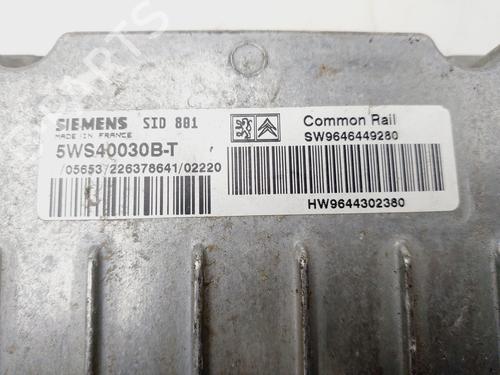 SIEMENS SID 801
MADE IN FRANCE
5WS40030B-T
/05653/226378641/02220
Common Rail
SW9646449280
HW9644302380